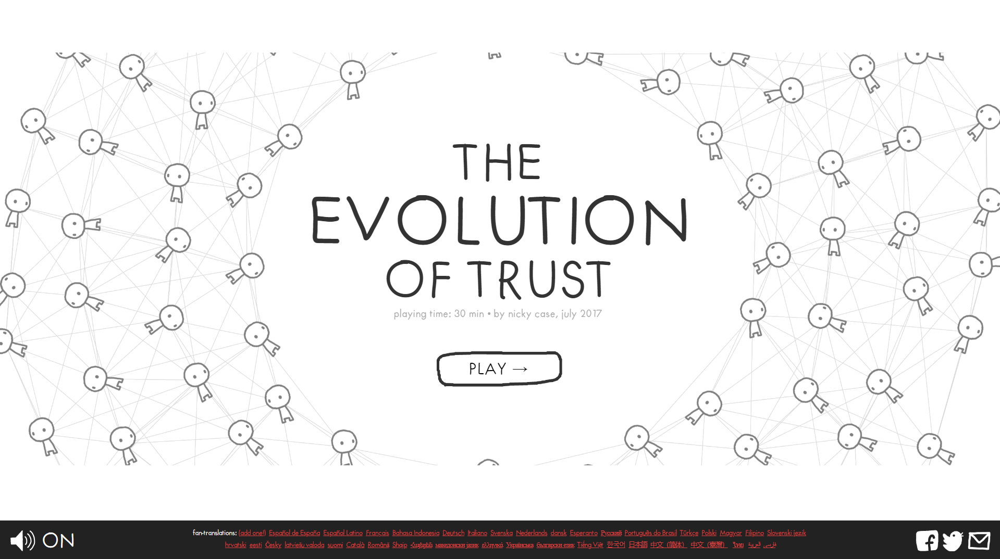 THE
EVOLUTION
OF TRUST
playing time: 30 min • by nicky case, july 2017
PLAY →
ON
fan-translations: (add one!) Español de España Español Latino Français Bahasa Indonesia Deutsch Italiano Svenska Nederlands dansk Esperanto Русский Português do Brasil Türkçe Polski Magyar Filipino Slovenski jezik
hrvatski eesti Česky latviešu valoda suomi Català Română Shqip Հայերեն македонски јазик ελληνικά Українська български език Tiếng Việt 한국어 日本語 中文（简体） 中文（臺灣） ไทย العربية فارسی